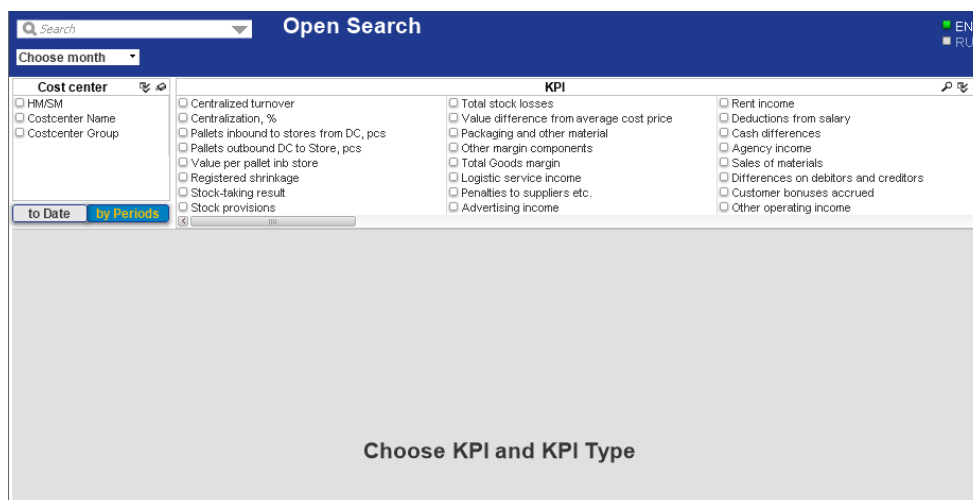 Search
Open Search
EN
RU
Choose month
Cost center
KPI
HM/SM
Costcenter Name
Costcenter Group
Centralized turnover
Centralization, %
Pallets inbound to stores from DC, pcs
Pallets outbound DC to Store, pcs
Value per pallet inb store
Registered shrinkage
Stock-taking result
Stock provisions
Total stock losses
Value difference from average cost price
Packaging and other material
Other margin components
Total Goods margin
Logistic service income
Penalties to suppliers etc.
Advertising income
Rent income
Deductions from salary
Cash differences
Agency income
Sales of materials
Differences on debitors and creditors
Customer bonuses accrued
Other operating income
to Date
by Periods
Choose KPI and KPI Type